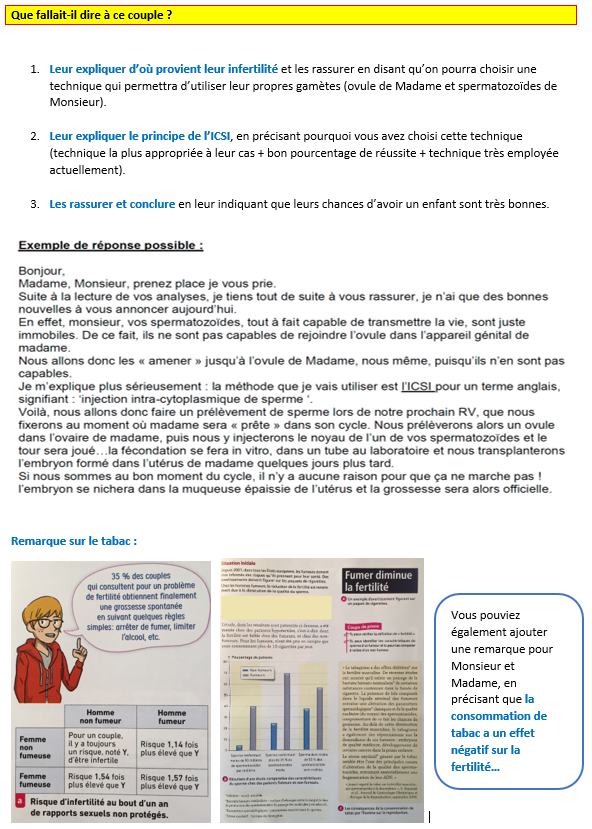 Que fallait-il dire à ce couple ?
1. Leur expliquer d'où provient leur infertilité et les rassurer en disant qu'on pourra choisir une
technique qui permettra d'utiliser leur propres gamètes (ovule de Madame et spermatozoïdes de
Monsieur).
2. Leur expliquer le principe de l'ICSI, en précisant pourquoi vous avez choisi cette technique
(technique la plus appropriée à leur cas + bon pourcentage de réussite + technique très employée
actuellement).
3. Les rassurer et conclure en leur indiquant que leurs chances d'avoir un enfant sont très bonnes.
Exemple de réponse possible :
Bonjour,
Madame, Monsieur, prenez place je vous prie.
Suite à la lecture de vos analyses, je tiens tout de suite à vous rassurer, je n'ai que des bonnes
nouvelles à vous annoncer aujourd'hui.
En effet, monsieur, vos spermatozoïdes, tout à fait capable de transmettre la vie, sont juste
immobiles. De ce fait, ils ne sont pas capables de rejoindre l'ovule dans l'appareil génital de
madame.
Nous allons donc les « amener » jusqu'à l'ovule de Madame, nous même, puisqu'ils n'en sont pas
capables.
Je m'explique plus sérieusement : la méthode que je vais utiliser est l'ICSI pour un terme anglais,
signifiant : 'injection intra-cytoplasmique de sperme '.
Voilà, nous allons donc faire un prélèvement de sperme lors de notre prochain RV, que nous
fixerons au moment où madame sera « prête » dans son cycle. Nous prélèverons alors un ovule
dans l'ovaire de madame, puis nous y injecterons le noyau de l'un de vos spermatozoïdes et le
tour sera joué…la fécondation se fera in vitro, dans un tube au laboratoire et nous transplanterons
l'embryon formé dans l'utérus de madame quelques jours plus tard.
Si nous sommes au bon moment du cycle, il n'y a aucune raison pour que ça ne marche pas !
l'embryon se nichera dans la muqueuse épaissie de l'utérus et la grossesse sera alors officielle.
Remarque sur le tabac :
35 % des couples
qui consultent pour un problème
de fertilité obtiennent finalement
une grossesse spontanée
en suivant quelques règles
simples: arrêter de fumer, limiter
l'alcool, etc.
Homme
non fumeur
Homme
fumeur
Femme
non
fumeuse
Pour un couple,
il y a toujours
un risque, noté Y,
d'être infertile
Risque 1,14 fois
plus élevé que Y
Femme
fumeuse
Risque 1,54 fois
plus élevé que Y
Risque 1,57 fois
plus élevé que Y
a Risque d'infertilité au bout d'un an
de rapports sexuels non protégés.
Situation initiale
Fumer diminue
la fertilité
Vous pouviez
également ajouter
une remarque pour
Monsieur et
Madame, en
précisant que la
consommation de
tabac a un effet
négatif sur la
fertilité…